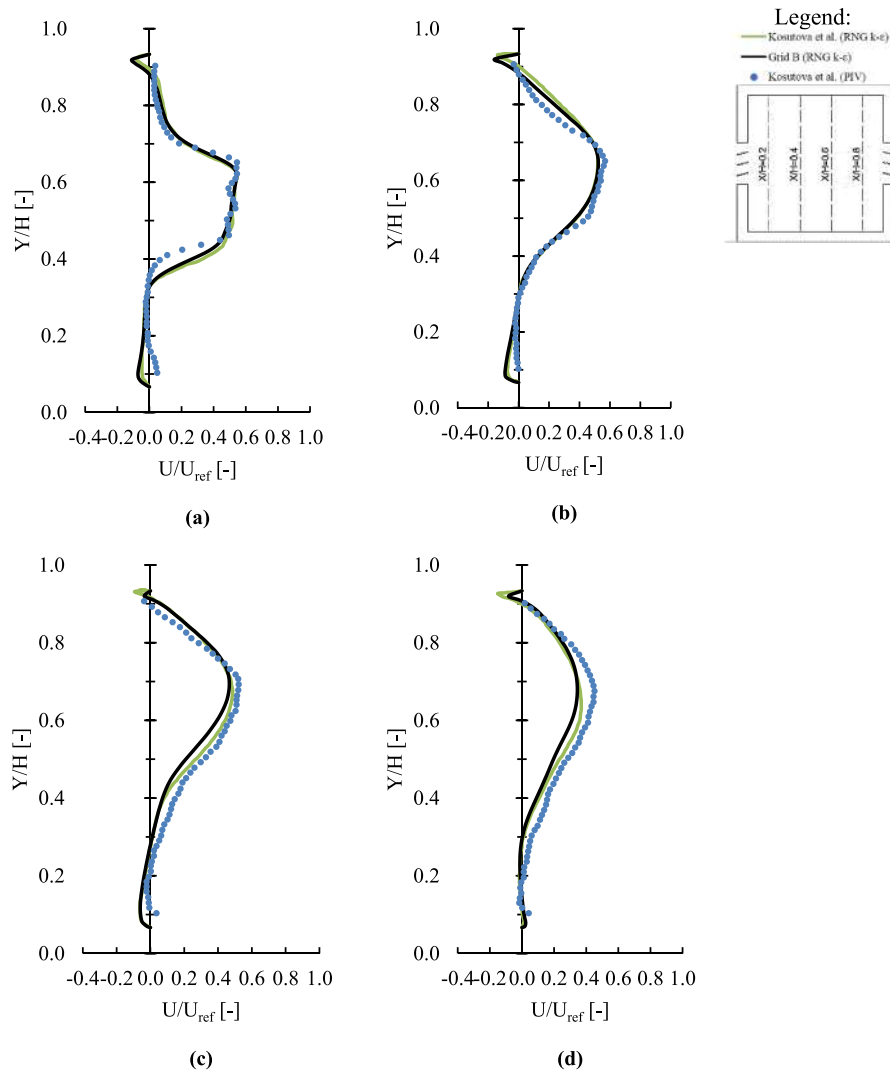 Legend:
Kosutova et al. (RNG k-ε)
Grid B (RNG k-ε)
Kosutova et al. (PIV)
X/H=0.2
X/H=0.4
X/H=0.6
X/H=0.8
1.0
0.8
0.6
0.4
0.2
0.0
Y/H [-]
-0.4 -0.2 0.0 0.2 0.4 0.6 0.8 1.0
U/Uref [-]
(a)
1.0
0.8
0.6
0.4
0.2
0.0
Y/H [-]
-0.4 -0.2 0.0 0.2 0.4 0.6 0.8 1.0
U/Uref [-]
(b)
1.0
0.8
0.6
0.4
0.2
0.0
Y/H [-]
-0.4 -0.2 0.0 0.2 0.4 0.6 0.8 1.0
U/Uref [-]
(c)
1.0
0.8
0.6
0.4
0.2
0.0
Y/H [-]
-0.4 -0.2 0.0 0.2 0.4 0.6 0.8 1.0
U/Uref [-]
(d)